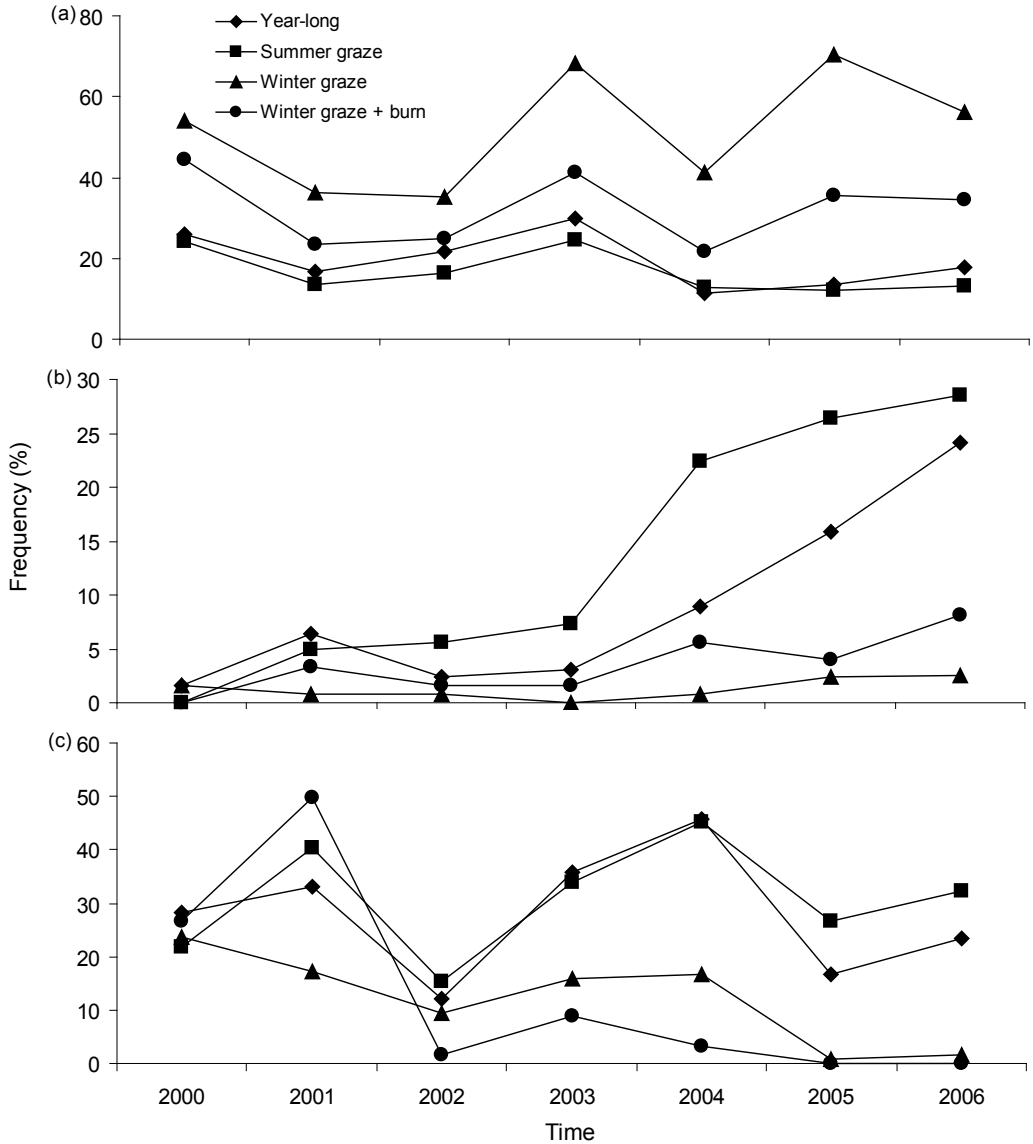 (a)
80
60
40
20
0
Year-long
Summer graze
Winter graze
Winter graze + burn
(b)
30
25
20
15
10
5
0
Frequency (%)
(c)
60
50
40
30
20
10
0
2000 2001 2002 2003 2004 2005 2006
Time